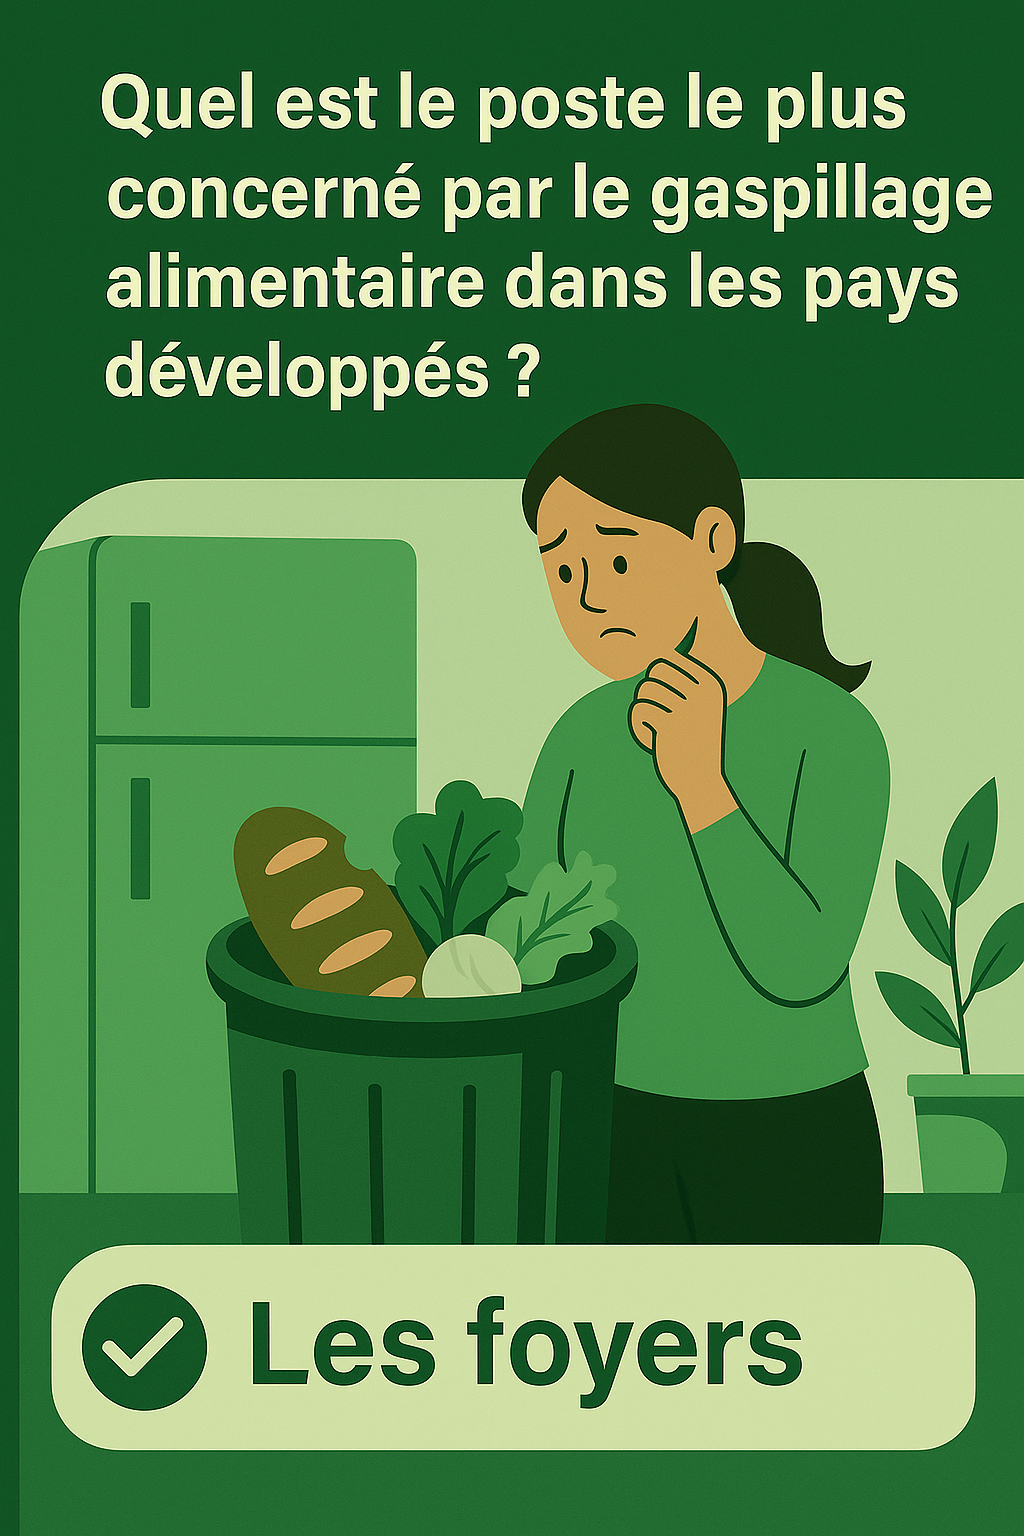 Quel est le poste le plus
concerné par le gaspillage
alimentaire dans les pays
développés ?
Les foyers